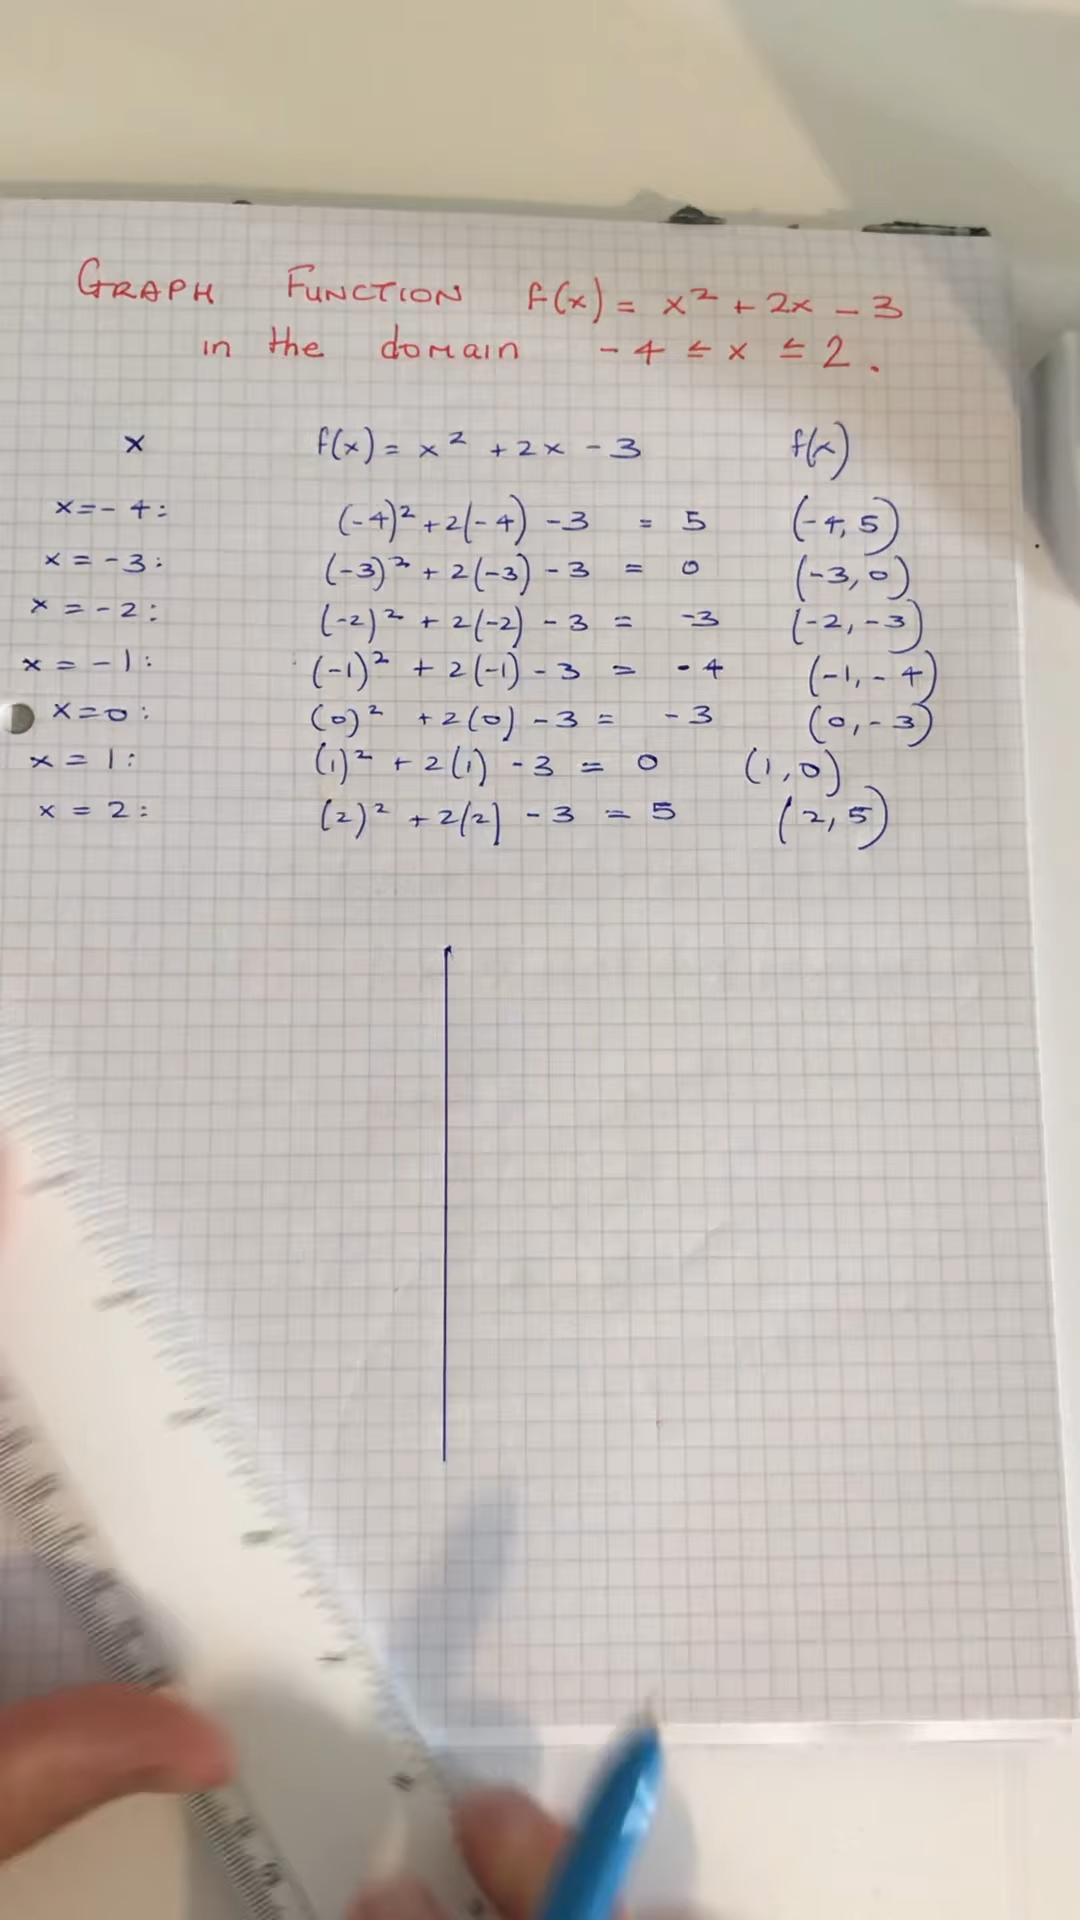 GRAPH FUNCTION f(x) = x² + 2x - 3
in the domain - 4 ≤ x ≤ 2.
x f(x) = x² + 2x - 3 f(x)
x = - 4: (-4)² + 2(-4) - 3 = 5 (-4, 5)
x = -3: (-3)² + 2(-3) - 3 = 0 (-3, 0)
x = -2: (-2)² + 2(-2) - 3 = -3 (-2, -3)
x = -1: (-1)² + 2(-1) - 3 = - 4 (-1, - 4)
x = 0: (0)² + 2(0) - 3 = - 3 (0, - 3)
x = 1: (1)² + 2(1) - 3 = 0 (1, 0)
x = 2: (2)² + 2(2) - 3 = 5 (2, 5)